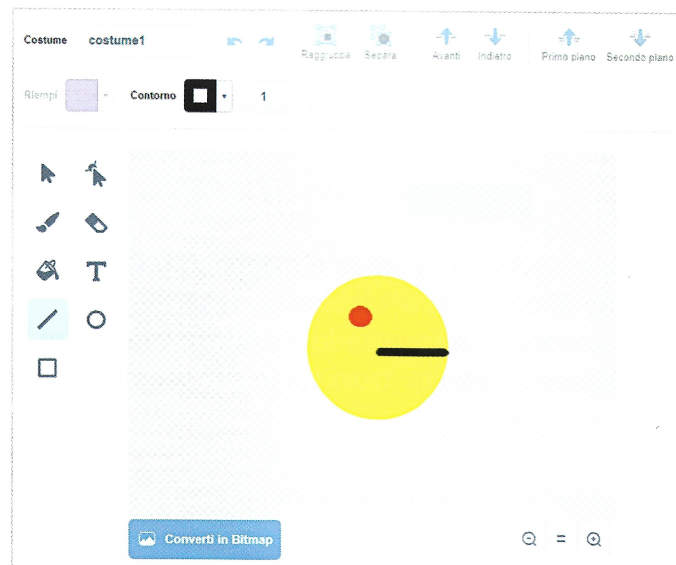 Costume costume1
Raggruppa Separa Avanti Indietro Primo piano Secondo piano
Riempi Contorno 1
T
Converti in Bitmap